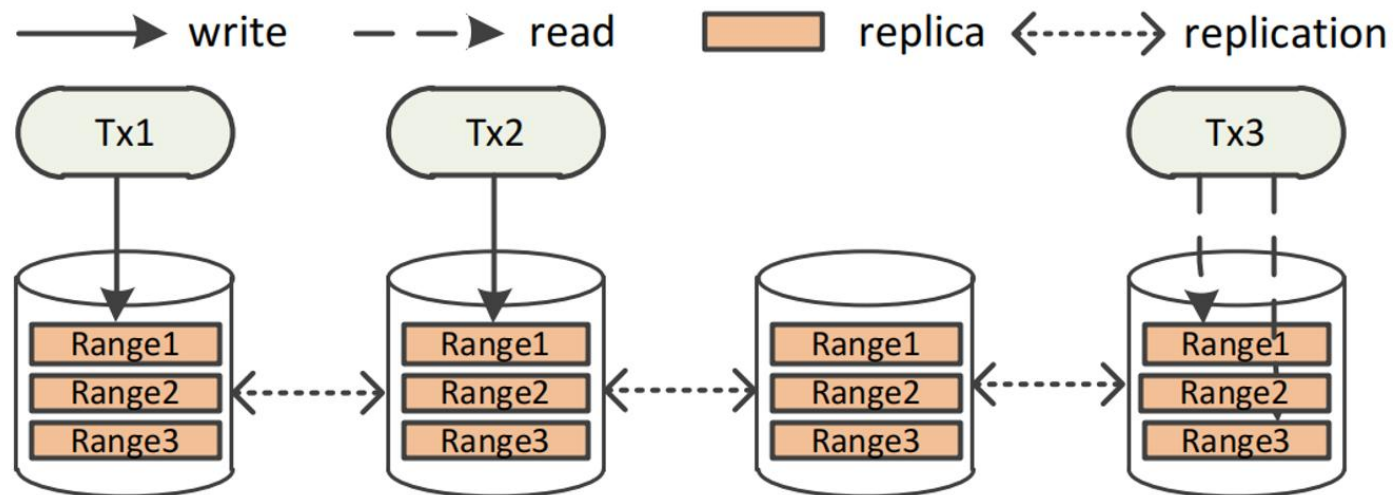 write read replica replication
Tx1 Tx2 Tx3
Range1 Range1 Range1 Range1
Range2 Range2 Range2 Range2
Range3 Range3 Range3 Range3